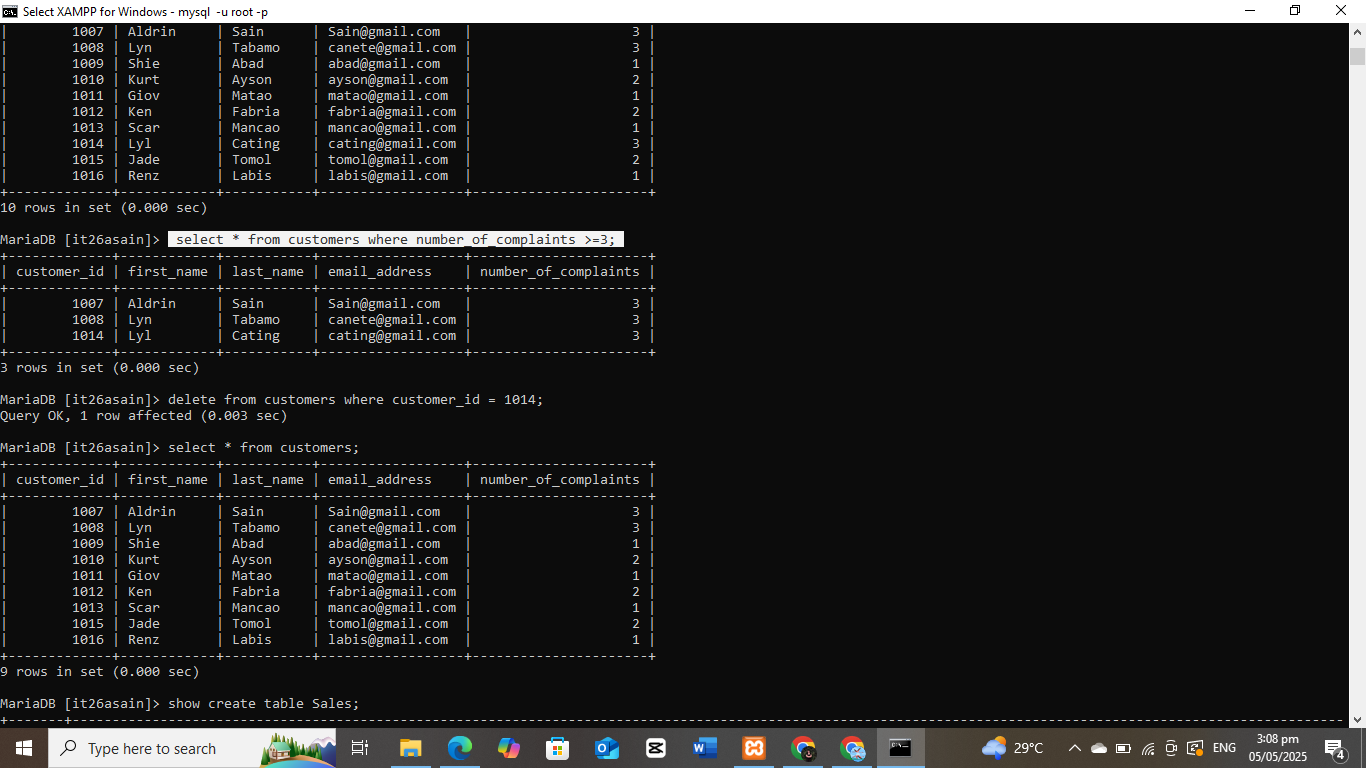 Select XAMPP for Windows - mysql  -u root -p
|        1007 | Aldrin     | Sain      | Sain@gmail.com   |                    3 |
|        1008 | Lyn        | Tabamo    | canete@gmail.com |                    3 |
|        1009 | Shie       | Abad      | abad@gmail.com   |                    1 |
|        1010 | Kurt       | Ayson     | ayson@gmail.com  |                    2 |
|        1011 | Giov       | Matao     | matao@gmail.com  |                    1 |
|        1012 | Ken        | Fabria    | fabria@gmail.com |                    2 |
|        1013 | Scar       | Mancao    | mancao@gmail.com |                    1 |
|        1014 | Lyl        | Cating    | cating@gmail.com |                    3 |
|        1015 | Jade       | Tomol     | tomol@gmail.com  |                    2 |
|        1016 | Renz       | Labis     | labis@gmail.com  |                    1 |
+-------------+------------+-----------+------------------+----------------------+
10 rows in set (0.000 sec)
MariaDB [it26asain]>  select * from customers where number_of_complaints >=3;
+-------------+------------+-----------+------------------+----------------------+
| customer_id | first_name | last_name | email_address    | number_of_complaints |
+-------------+------------+-----------+------------------+----------------------+
|        1007 | Aldrin     | Sain      | Sain@gmail.com   |                    3 |
|        1008 | Lyn        | Tabamo    | canete@gmail.com |                    3 |
|        1014 | Lyl        | Cating    | cating@gmail.com |                    3 |
+-------------+------------+-----------+------------------+----------------------+
3 rows in set (0.000 sec)
MariaDB [it26asain]> delete from customers where customer_id = 1014;
Query OK, 1 row affected (0.003 sec)
MariaDB [it26asain]> select * from customers;
+-------------+------------+-----------+------------------+----------------------+
| customer_id | first_name | last_name | email_address    | number_of_complaints |
+-------------+------------+-----------+------------------+----------------------+
|        1007 | Aldrin     | Sain      | Sain@gmail.com   |                    3 |
|        1008 | Lyn        | Tabamo    | canete@gmail.com |                    3 |
|        1009 | Shie       | Abad      | abad@gmail.com   |                    1 |
|        1010 | Kurt       | Ayson     | ayson@gmail.com  |                    2 |
|        1011 | Giov       | Matao     | matao@gmail.com  |                    1 |
|        1012 | Ken        | Fabria    | fabria@gmail.com |                    2 |
|        1013 | Scar       | Mancao    | mancao@gmail.com |                    1 |
|        1015 | Jade       | Tomol     | tomol@gmail.com  |                    2 |
|        1016 | Renz       | Labis     | labis@gmail.com  |                    1 |
+-------------+------------+-----------+------------------+----------------------+
9 rows in set (0.000 sec)
MariaDB [it26asain]> show create table Sales;
Type here to search
29°C
ENG
3:08 pm
05/05/2025
4